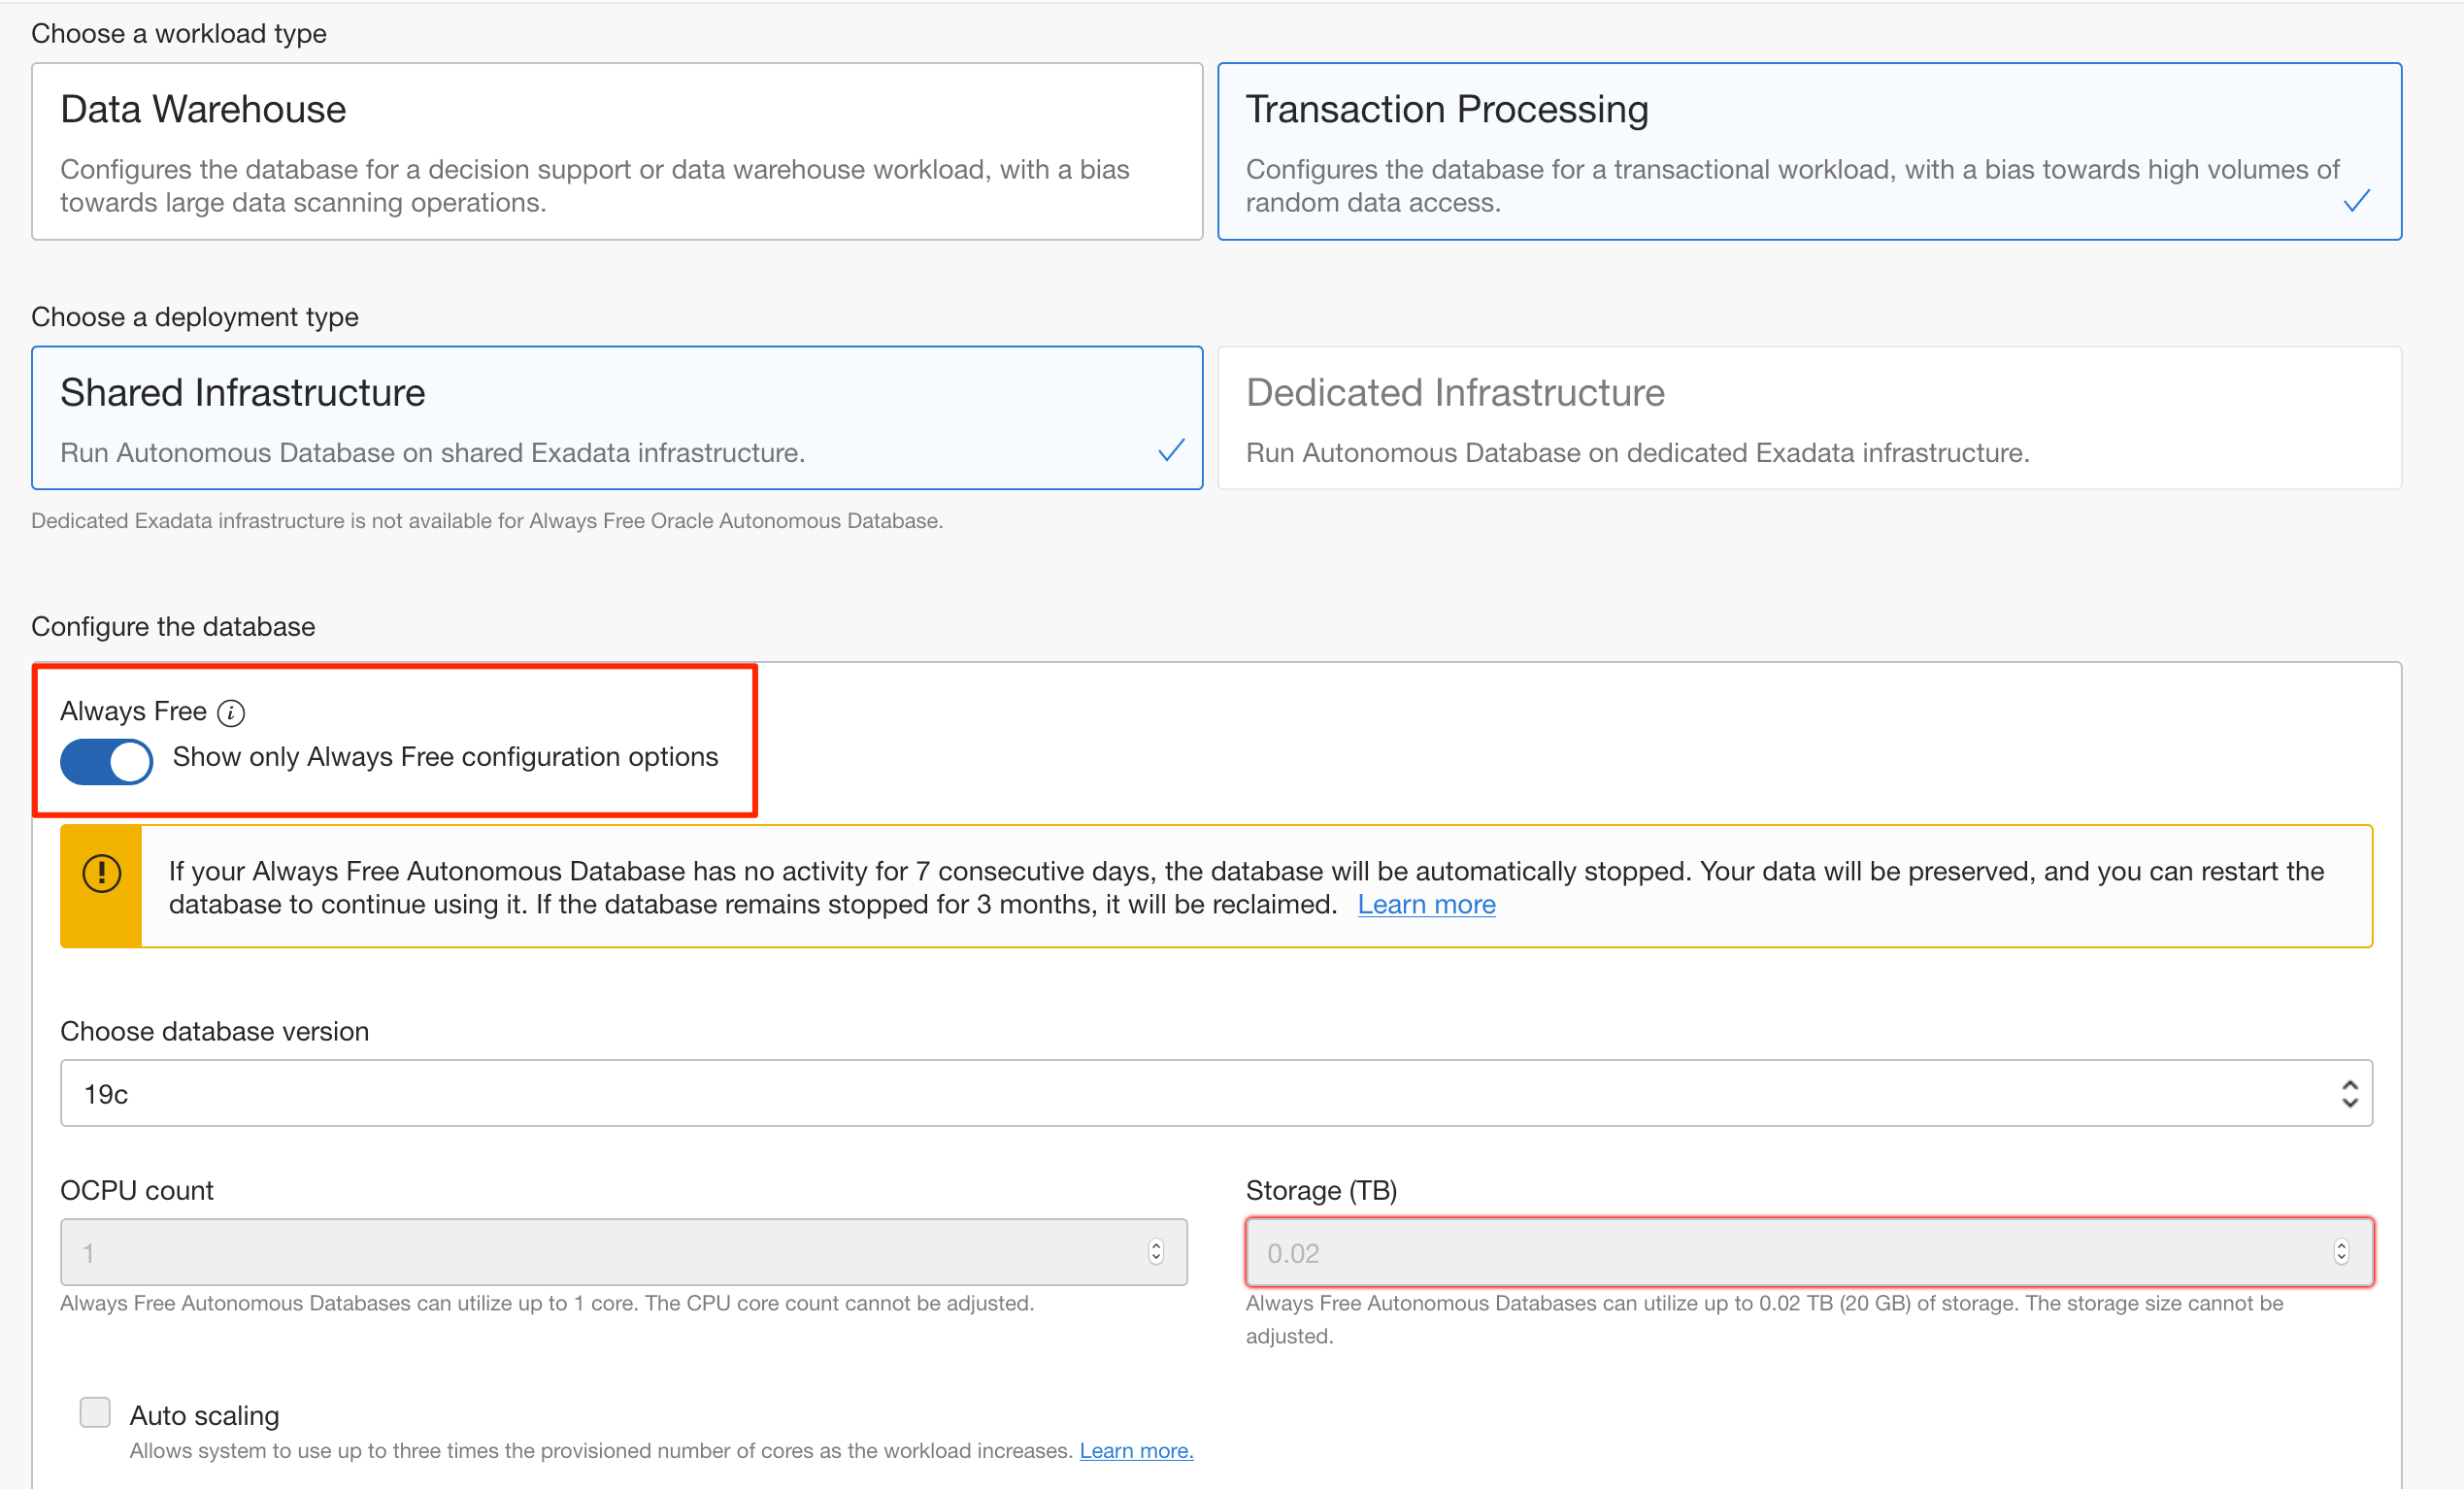 Choose a workload type
Data Warehouse
Configures the database for a decision support or data warehouse workload, with a bias
towards large data scanning operations.
Transaction Processing
Configures the database for a transactional workload, with a bias towards high volumes of
random data access.
Choose a deployment type
Shared Infrastructure
Run Autonomous Database on shared Exadata infrastructure.
Dedicated Infrastructure
Run Autonomous Database on dedicated Exadata infrastructure.
Dedicated Exadata infrastructure is not available for Always Free Oracle Autonomous Database.
Configure the database
Always Free i
Show only Always Free configuration options
If your Always Free Autonomous Database has no activity for 7 consecutive days, the database will be automatically stopped. Your data will be preserved, and you can restart the
database to continue using it. If the database remains stopped for 3 months, it will be reclaimed. Learn more
Choose database version
19c
OCPU count
1
Always Free Autonomous Databases can utilize up to 1 core. The CPU core count cannot be adjusted.
Storage (TB)
0.02
Always Free Autonomous Databases can utilize up to 0.02 TB (20 GB) of storage. The storage size cannot be
adjusted.
Auto scaling
Allows system to use up to three times the provisioned number of cores as the workload increases. Learn more.